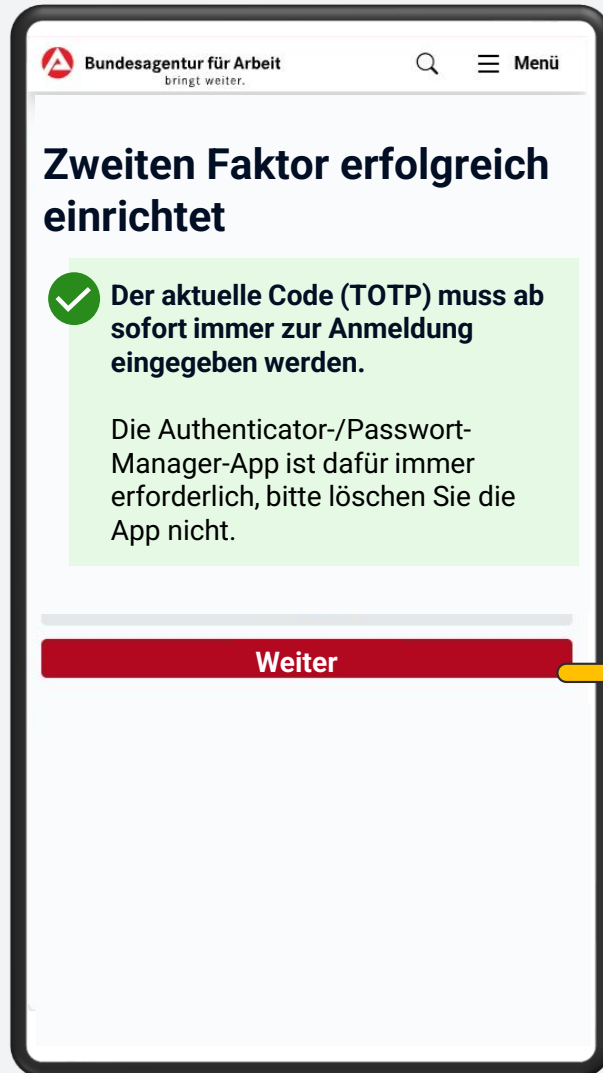 Bundesagentur für Arbeit
bringt weiter.
Menü
Zweiten Faktor erfolgreich
einrichtet
Der aktuelle Code (TOTP) muss ab
sofort immer zur Anmeldung
eingegeben werden.
Die Authenticator-/Passwort-
Manager-App ist dafür immer
erforderlich, bitte löschen Sie die
App nicht.
Weiter